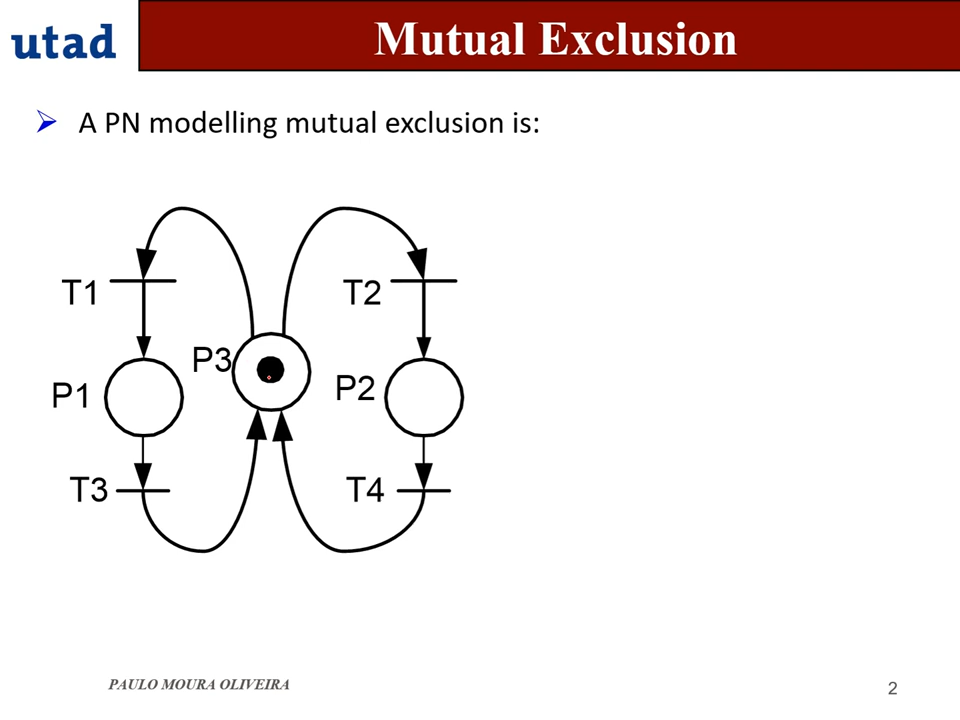 utad
Mutual Exclusion
A PN modelling mutual exclusion is:
T1
T2
P3
P1
P2
T3
T4
PAULO MOURA OLIVEIRA
2